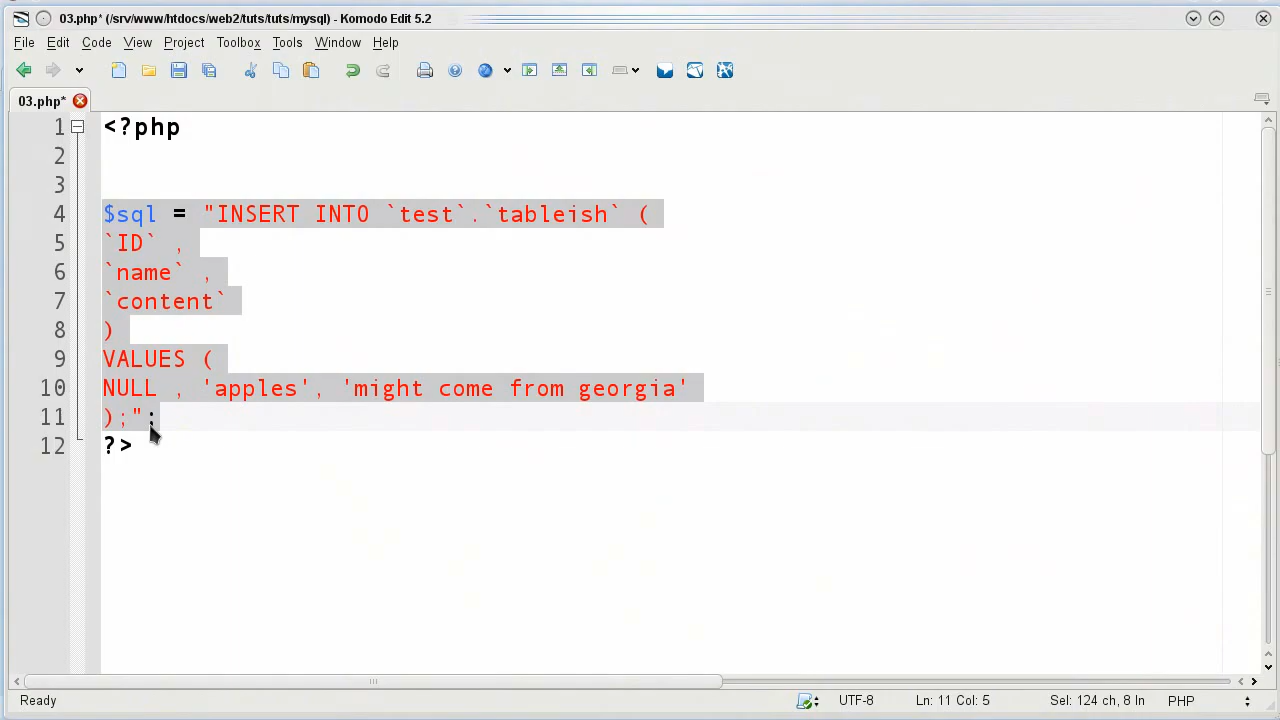 03.php* (/srv/www/htdocs/web2/tuts/tuts/mysql) - Komodo Edit 5.2
File Edit Code View Project Toolbox Tools Window Help
03.php*
1 <?php
2
3
4 $sql = "INSERT INTO `test`.`tableish` (
5 `ID` ,
6 `name` ,
7 `content`
8 )
9 VALUES (
10 NULL , 'apples', 'might come from georgia'
11 );";
12 ?>
Ready UTF-8 Ln: 11 Col: 5 Sel: 124 ch, 8 ln PHP